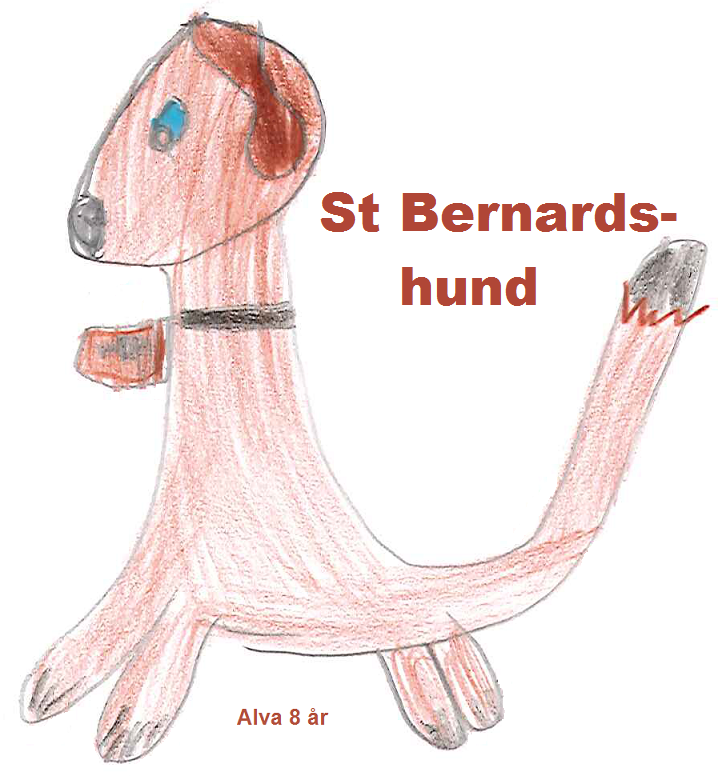 St Bernards-
hund
Alva 8 år